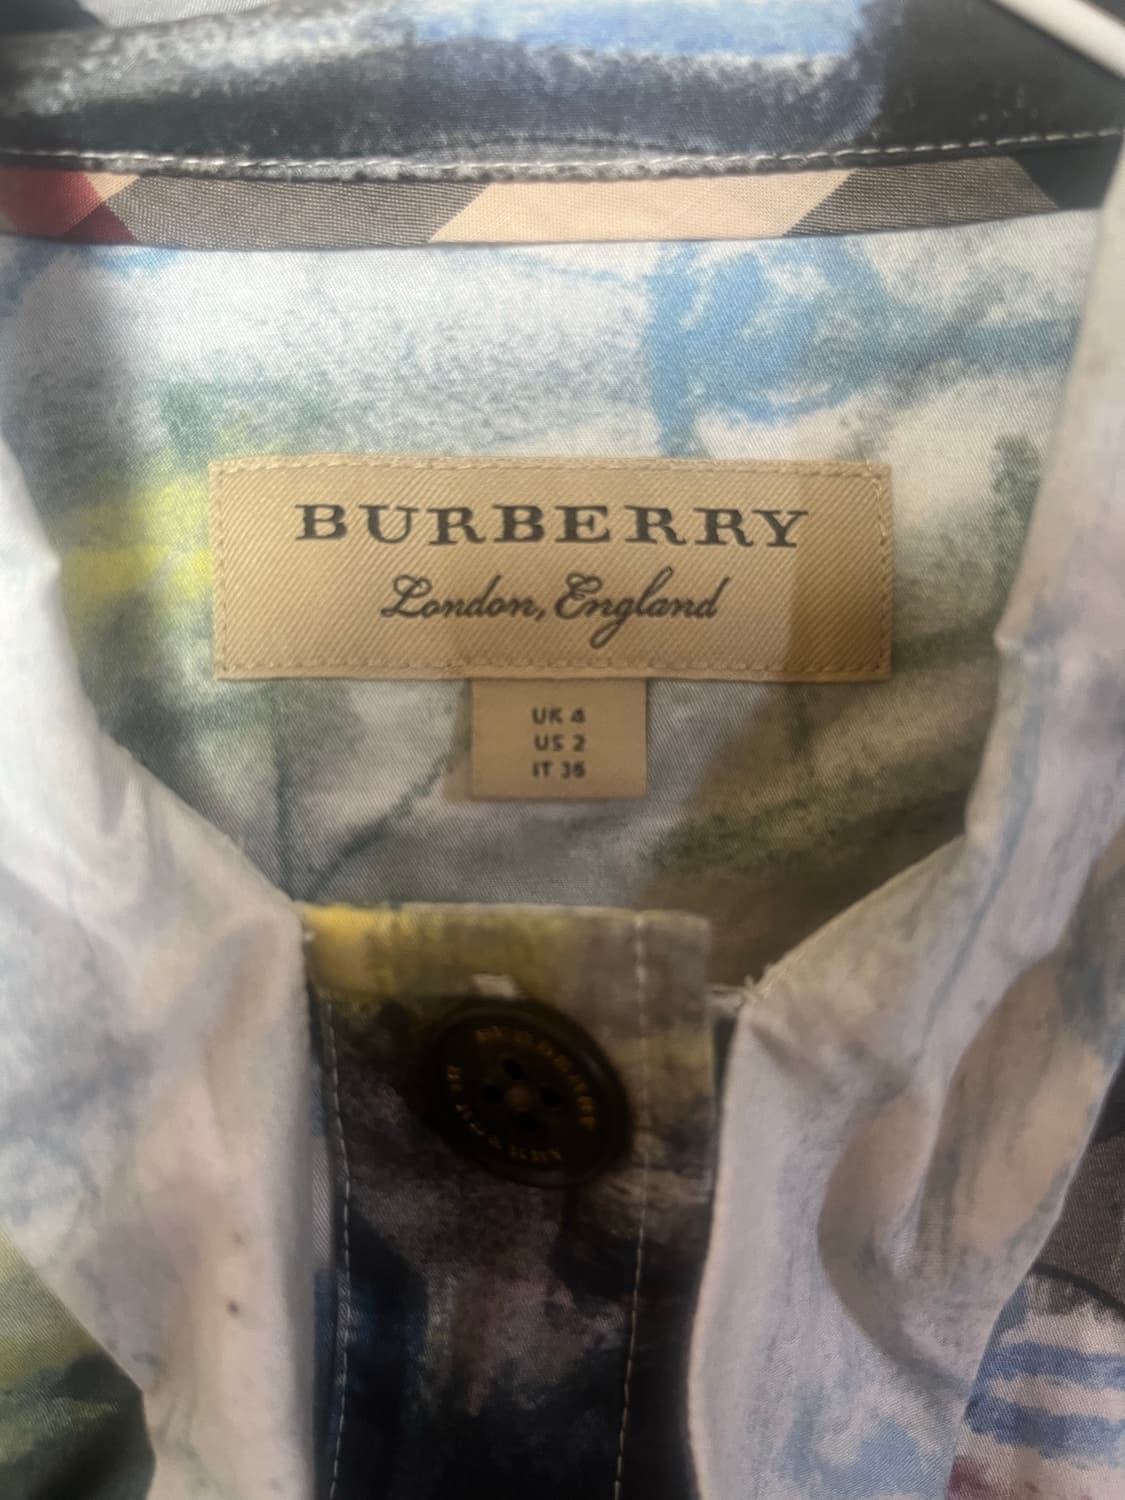 BURBERRY
London, England
UK 4
US 2
IT 36